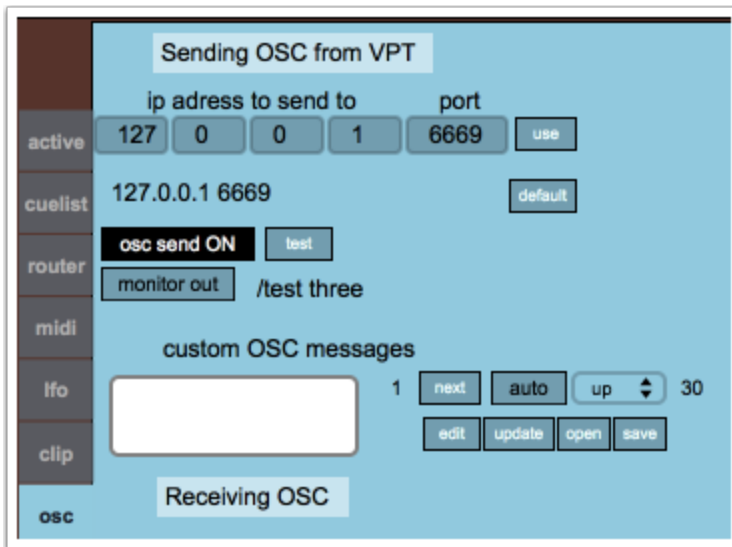 Sending OSC from VPT
ip adress to send to port
active 127 0 0 1 6669 use
cuelist 127.0.0.1 6669 default
osc send ON test
router monitor out /test three
midi
custom OSC messages
lfo 1 next auto up 30
edit update open save
clip
Receiving OSC
osc